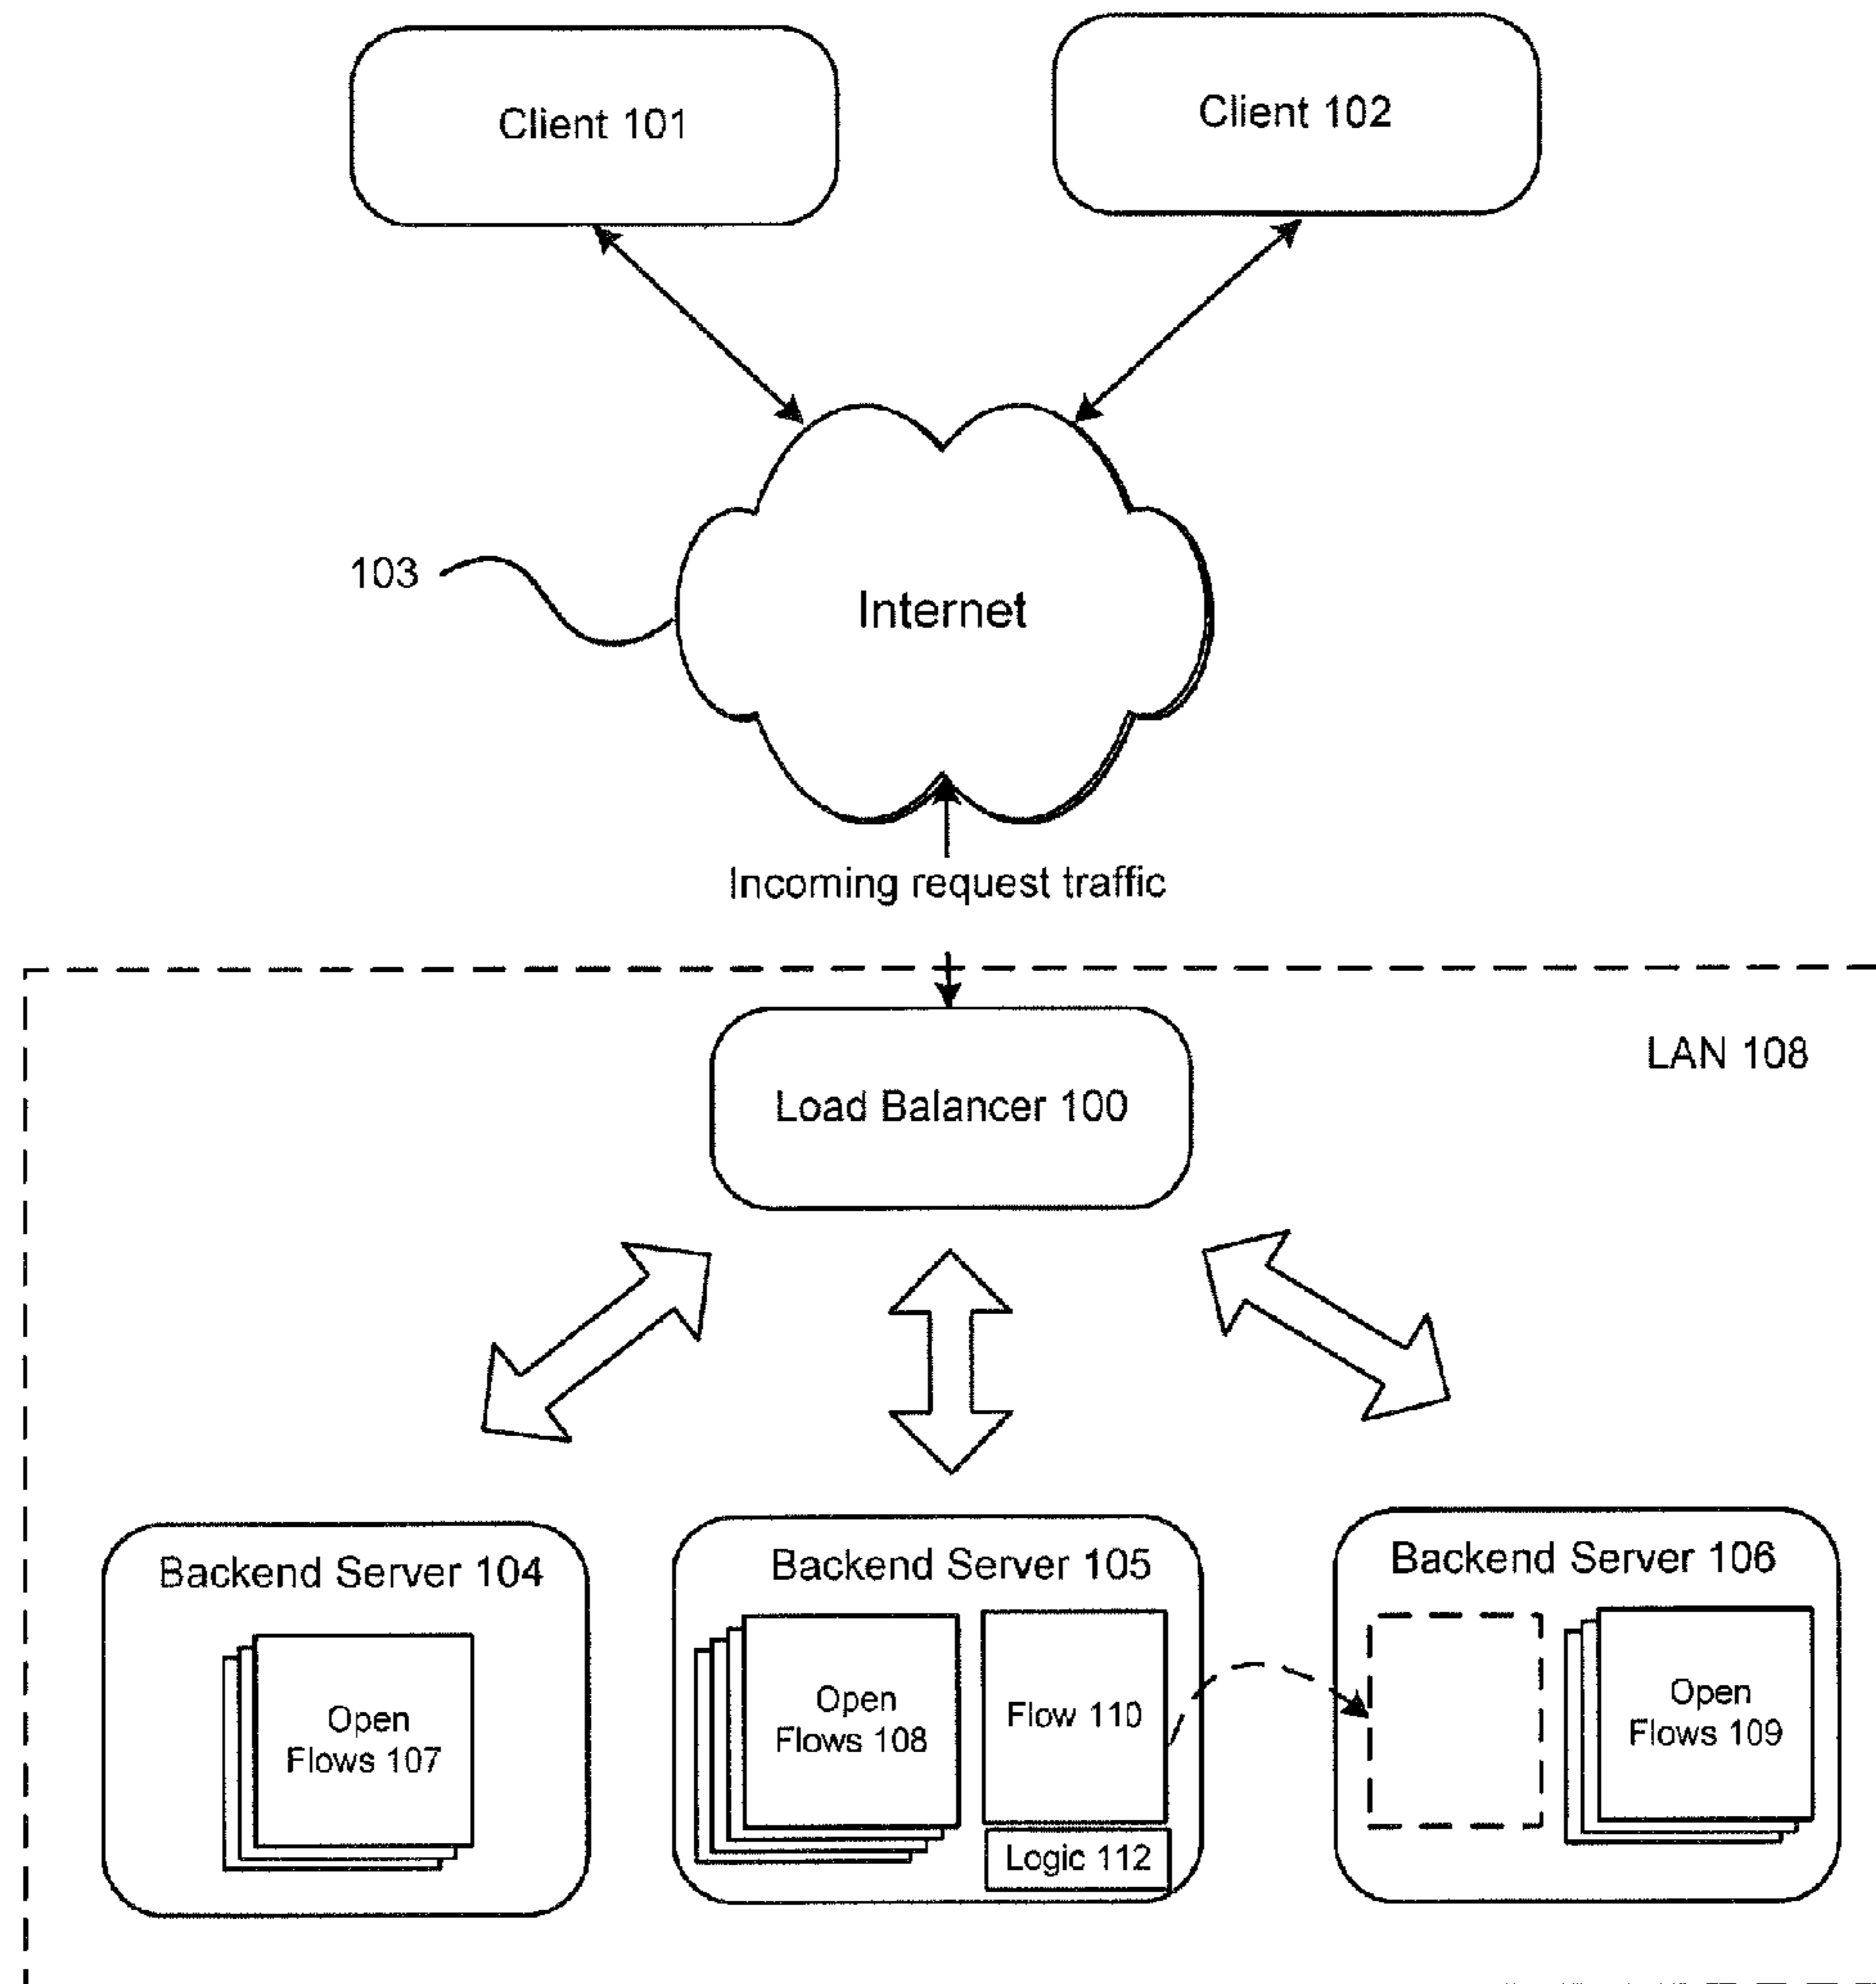 Client 101
Client 102
103
Internet
Incoming request traffic
LAN 108
Load Balancer 100
Backend Server 104
Open
Flows 107
Backend Server 105
Open
Flows 108
Flow 110
Logic 112
Backend Server 106
Open
Flows 109